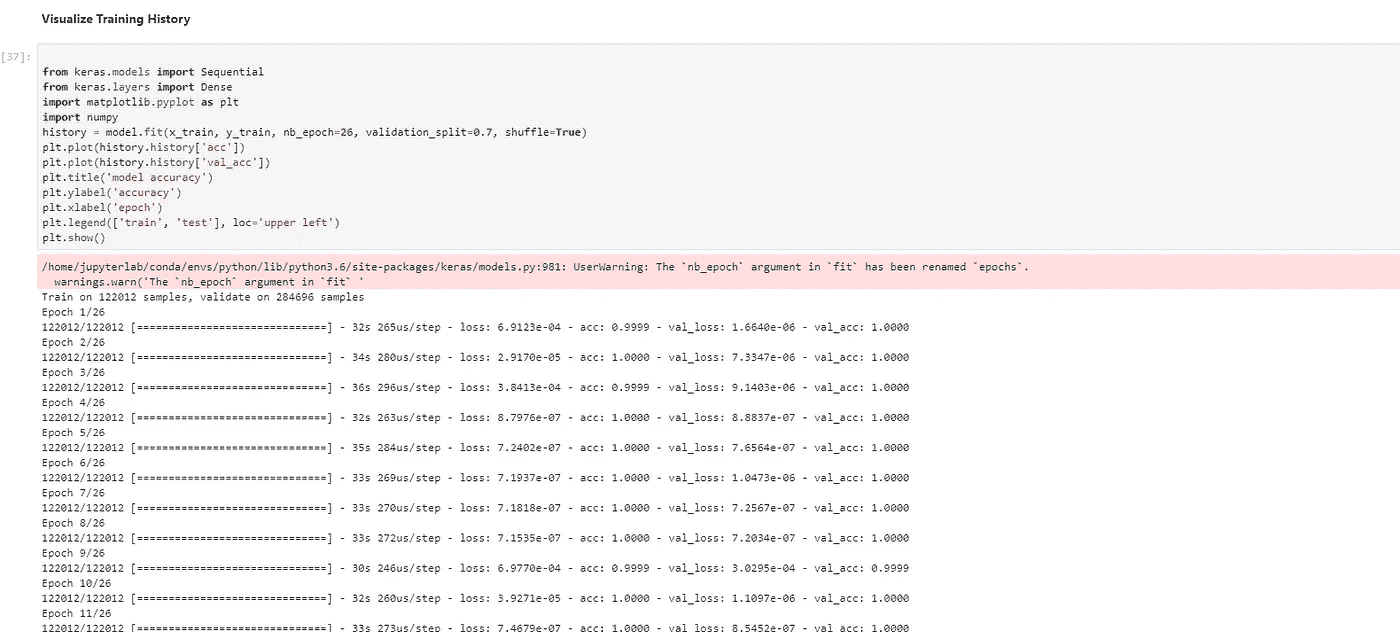 Visualize Training History
[37]:
from keras.models import Sequential
from keras.layers import Dense
import matplotlib.pyplot as plt
import numpy
history = model.fit(x_train, y_train, nb_epoch=26, validation_split=0.7, shuffle=True)
plt.plot(history.history['acc'])
plt.plot(history.history['val_acc'])
plt.title('model accuracy')
plt.ylabel('accuracy')
plt.xlabel('epoch')
plt.legend(['train', 'test'], loc='upper left')
plt.show()
/home/jupyterlab/conda/envs/python/lib/python3.6/site-packages/keras/models.py:981: UserWarning: The `nb_epoch` argument in `fit` has been renamed `epochs`.
  warnings.warn('The `nb_epoch` argument in `fit` '
Train on 122012 samples, validate on 284696 samples
Epoch 1/26
122012/122012 [==============================] - 32s 265us/step - loss: 6.9123e-04 - acc: 0.9999 - val_loss: 1.6640e-06 - val_acc: 1.0000
Epoch 2/26
122012/122012 [==============================] - 34s 280us/step - loss: 2.9170e-05 - acc: 1.0000 - val_loss: 7.3347e-06 - val_acc: 1.0000
Epoch 3/26
122012/122012 [==============================] - 36s 296us/step - loss: 3.8413e-04 - acc: 0.9999 - val_loss: 9.1403e-06 - val_acc: 1.0000
Epoch 4/26
122012/122012 [==============================] - 32s 263us/step - loss: 8.7976e-07 - acc: 1.0000 - val_loss: 8.8837e-07 - val_acc: 1.0000
Epoch 5/26
122012/122012 [==============================] - 35s 284us/step - loss: 7.2402e-07 - acc: 1.0000 - val_loss: 7.6564e-07 - val_acc: 1.0000
Epoch 6/26
122012/122012 [==============================] - 33s 269us/step - loss: 7.1937e-07 - acc: 1.0000 - val_loss: 1.0473e-06 - val_acc: 1.0000
Epoch 7/26
122012/122012 [==============================] - 33s 270us/step - loss: 7.1818e-07 - acc: 1.0000 - val_loss: 7.2567e-07 - val_acc: 1.0000
Epoch 8/26
122012/122012 [==============================] - 33s 272us/step - loss: 7.1535e-07 - acc: 1.0000 - val_loss: 7.2034e-07 - val_acc: 1.0000
Epoch 9/26
122012/122012 [==============================] - 30s 246us/step - loss: 6.9770e-04 - acc: 0.9999 - val_loss: 3.0295e-04 - val_acc: 0.9999
Epoch 10/26
122012/122012 [==============================] - 32s 260us/step - loss: 3.9271e-05 - acc: 1.0000 - val_loss: 1.1097e-06 - val_acc: 1.0000
Epoch 11/26
122012/122012 [==============================] - 33s 273us/step - loss: 7.4679e-07 - acc: 1.0000 - val_loss: 8.5452e-07 - val_acc: 1.0000